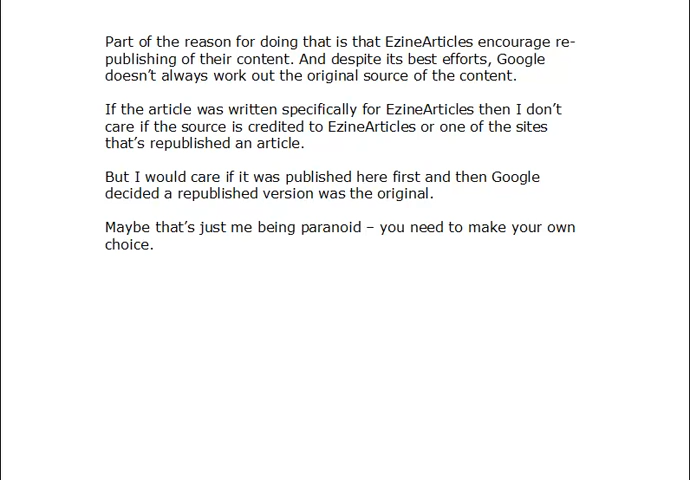 Part of the reason for doing that is that EzineArticles encourage re-
publishing of their content. And despite its best efforts, Google
doesn’t always work out the original source of the content.
If the article was written specifically for EzineArticles then I don’t
care if the source is credited to EzineArticles or one of the sites
that’s republished an article.
But I would care if it was published here first and then Google
decided a republished version was the original.
Maybe that’s just me being paranoid – you need to make your own
choice.